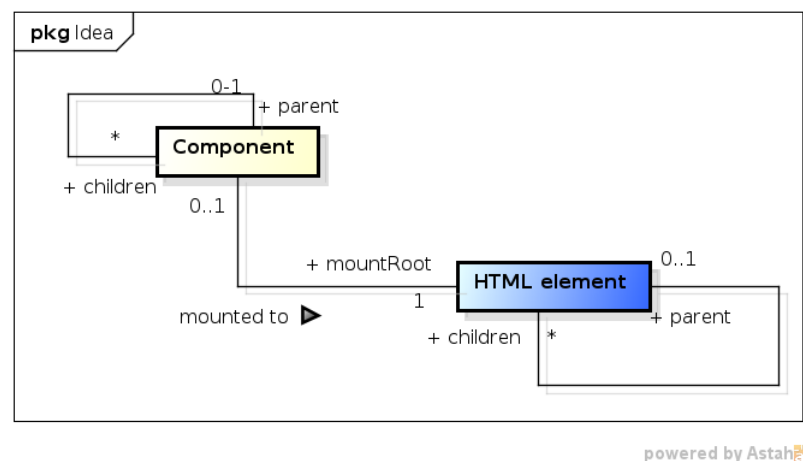 pkg Idea
0-1
+ parent
*
Component
+ children
0..1
+ mountRoot
HTML element
0..1
1
mounted to
+ parent
+ children
*
powered by Astah